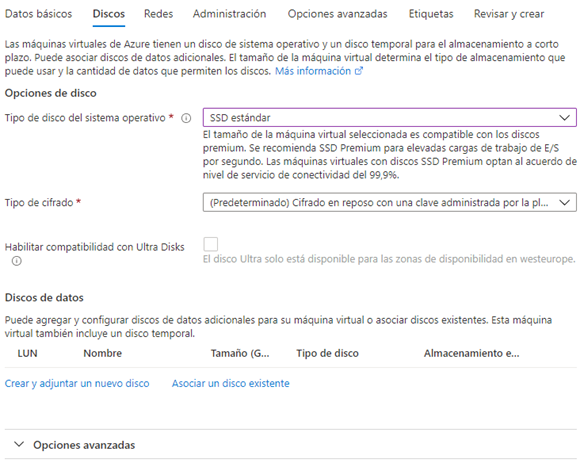 Datos básicos Discos Redes Administración Opciones avanzadas Etiquetas Revisar y crear
Las máquinas virtuales de Azure tienen un disco de sistema operativo y un disco temporal para el almacenamiento a corto
plazo. Puede asociar discos de datos adicionales. El tamaño de la máquina virtual determina el tipo de almacenamiento que
puede usar y la cantidad de datos que permiten los discos. Más información
Opciones de disco
Tipo de disco del sistema operativo *
SSD estándar
El tamaño de la máquina virtual seleccionada es compatible con los discos
premium. Se recomienda SSD Premium para elevadas cargas de trabajo de E/S
por segundo. Las máquinas virtuales con discos SSD Premium optan al acuerdo de
nivel de servicio de conectividad del 99,9%.
Tipo de cifrado *
(Predeterminado) Cifrado en reposo con una clave administrada por la pl...
Habilitar compatibilidad con Ultra Disks
El disco Ultra solo está disponible para las zonas de disponibilidad en westeurope.
Discos de datos
Puede agregar y configurar discos de datos adicionales para su máquina virtual o asociar discos existentes. Esta máquina
virtual también incluye un disco temporal.
LUN Nombre Tamaño (G... Tipo de disco Almacenamiento e...
Crear y adjuntar un nuevo disco Asociar un disco existente
Opciones avanzadas